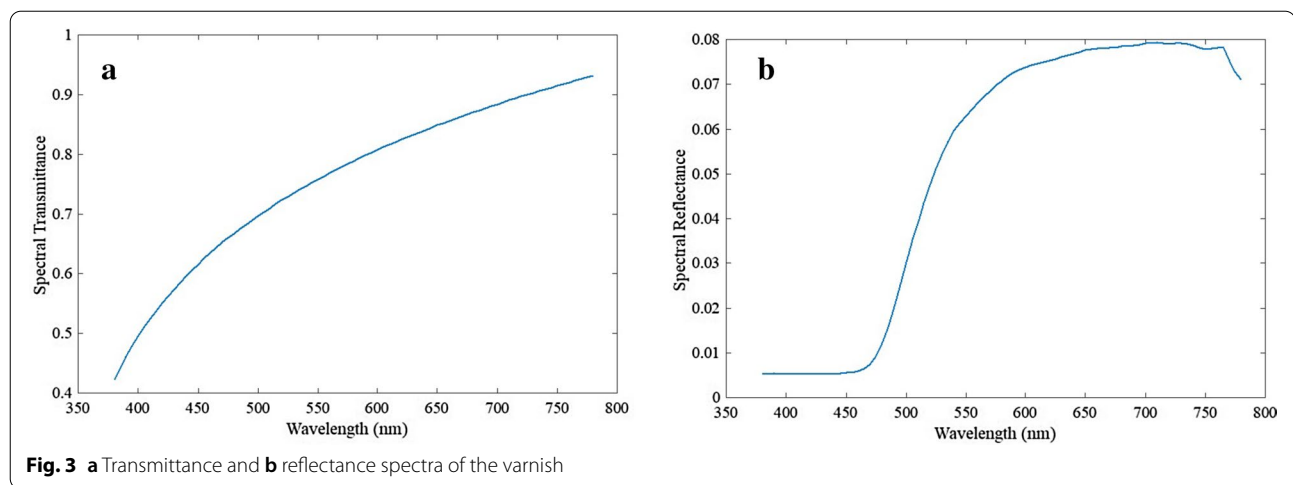 a
1
0.9
0.8
0.7
0.6
0.5
0.4
350 400 450 500 550 600 650 700 750 800
Spectral Transmittance
Wavelength (nm)
b
0.08
0.07
0.06
0.05
0.04
0.03
0.02
0.01
0
350 400 450 500 550 600 650 700 750 800
Spectral Reflectance
Wavelength (nm)
Fig. 3 a Transmittance and b reflectance spectra of the varnish